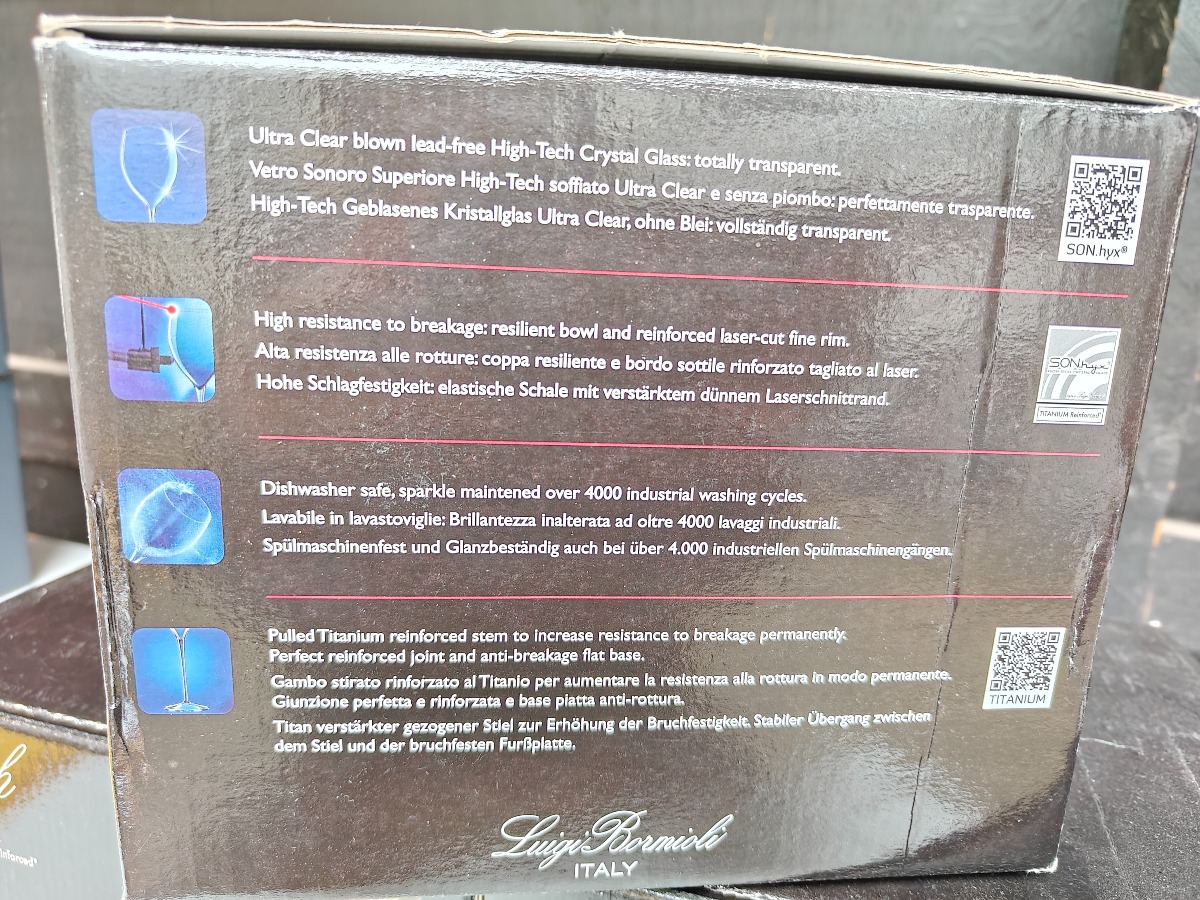 Ultra Clear blown lead-free High-Tech Crystal Glass: totally transparent.
Vetro Sonoro Superiore High-Tech soffiato Ultra Clear e senza piombo: perfettamente trasparente.
High-Tech Geblasenes Kristallglas Ultra Clear, ohne Blei: vollständig transparent.
SON.hyx®
High resistance to breakage: resilient bowl and reinforced laser-cut fine rim.
Alta resistenza alle rotture: coppa resiliente e bordo sottile rinforzato tagliato al laser.
Hohe Schlagfestigkeit: elastische Schale mit verstärktem dünnem Laserschnittrand.
SON.hyx
TITANIUM Reinforced®
Dishwasher safe, sparkle maintened over 4000 industrial washing cycles.
Lavabile in lavastoviglie: Brillantezza inalterata ad oltre 4000 lavaggi industriali.
Spülmaschinenfest und Glanzbeständig auch bei über 4.000 industriellen Spülmaschinengängen.
Pulled Titanium reinforced stem to increase resistance to breakage permanently.
Perfect reinforced joint and anti-breakage flat base.
Gambo stirato rinforzato al Titanio per aumentare la resistenza alla rottura in modo permanente.
Giunzione perfetta e rinforzata e base piatta anti-rottura.
Titan verstärkter gezogener Stiel zur Erhöhung der Bruchfestigkeit. Stabiler Übergang zwischen
dem Stiel und der bruchfesten Furßplatte.
TITANIUM
Luigi Bormioli
ITALY